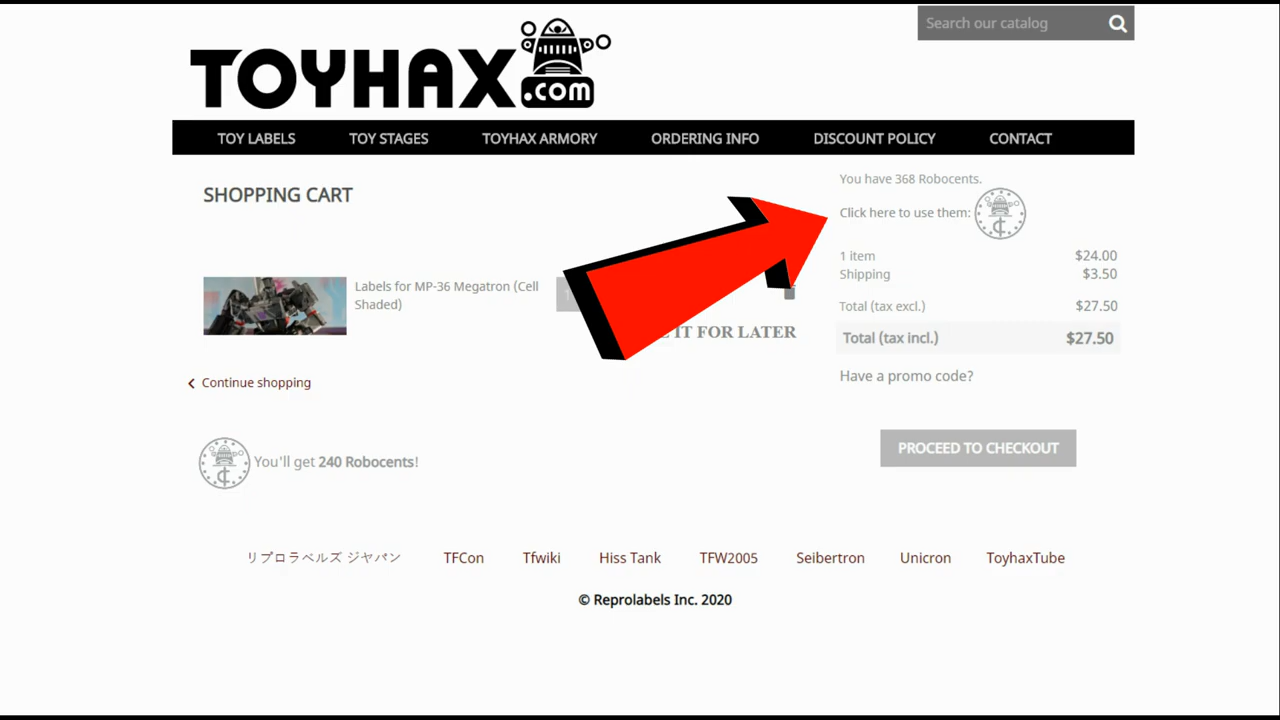 Search our catalog
TOYHAX
.com
TOY LABELS TOY STAGES TOYHAX ARMORY ORDERING INFO DISCOUNT POLICY CONTACT
SHOPPING CART
Labels for MP-36 Megatron (Cell
Shaded)
IT FOR LATER
Continue shopping
You'll get 240 Robocents!
You have 368 Robocents.
Click here to use them:
1 item $24.00
Shipping $3.50
Total (tax excl.) $27.50
Total (tax incl.) $27.50
Have a promo code?
PROCEED TO CHECKOUT
リプロラベルズ ジヤパン TFCon Tfwiki Hiss Tank TFW2005 Seibertron Unicron ToyhaxTube
© Reprolabels Inc. 2020